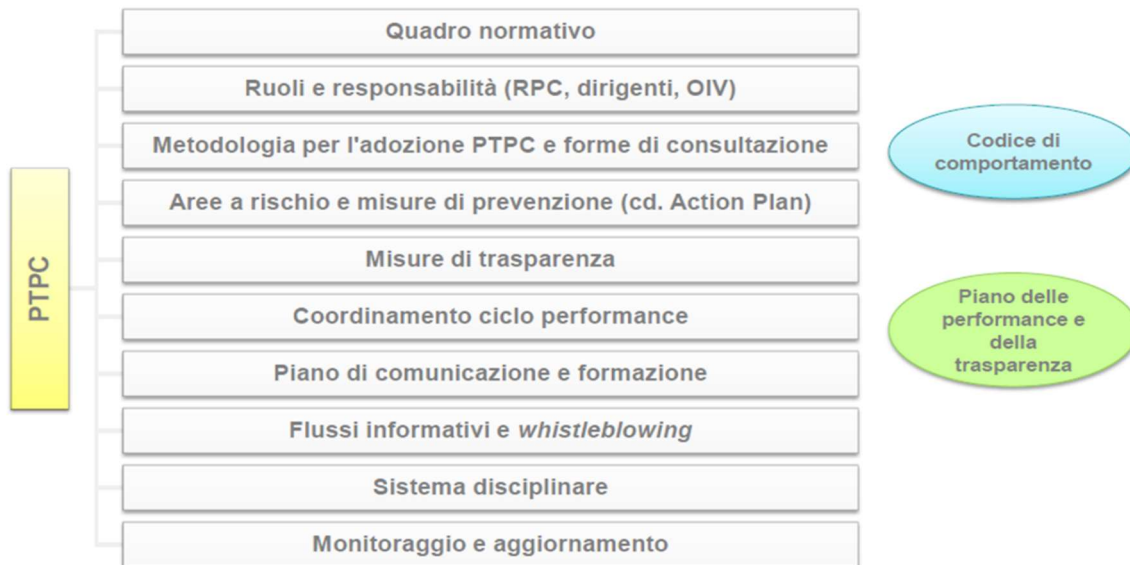 PTPC
Quadro normativo
Ruoli e responsabilità (RPC, dirigenti, OIV)
Metodologia per l'adozione PTPC e forme di consultazione
Aree a rischio e misure di prevenzione (cd. Action Plan)
Misure di trasparenza
Coordinamento ciclo performance
Piano di comunicazione e formazione
Flussi informativi e whistleblowing
Sistema disciplinare
Monitoraggio e aggiornamento
Codice di
comportamento
Piano delle
performance e
della
trasparenza